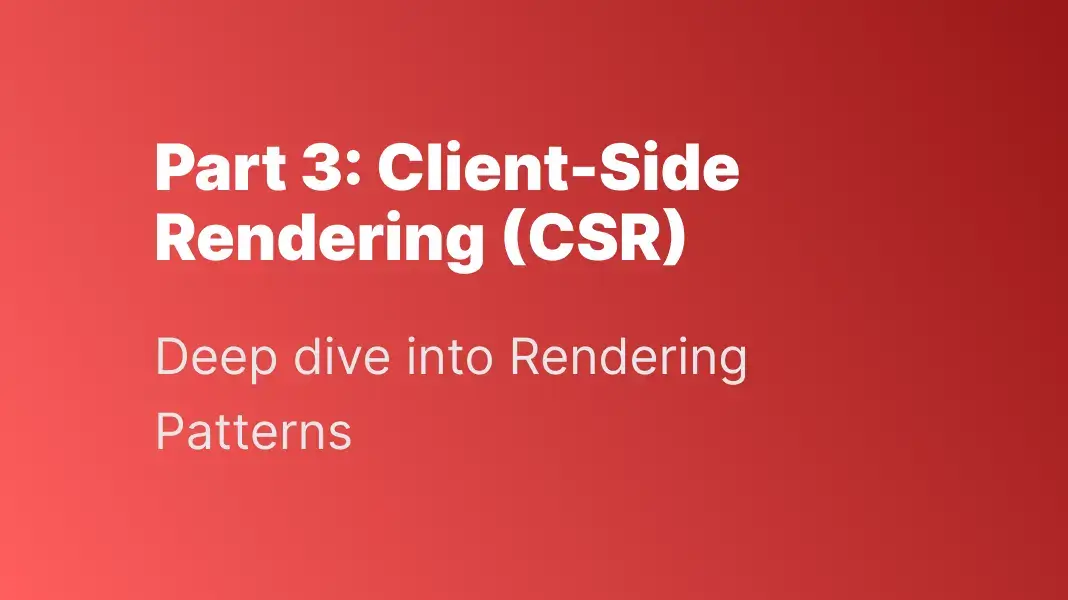 Part 3: Client-Side
Rendering (CSR)
Deep dive into Rendering
Patterns